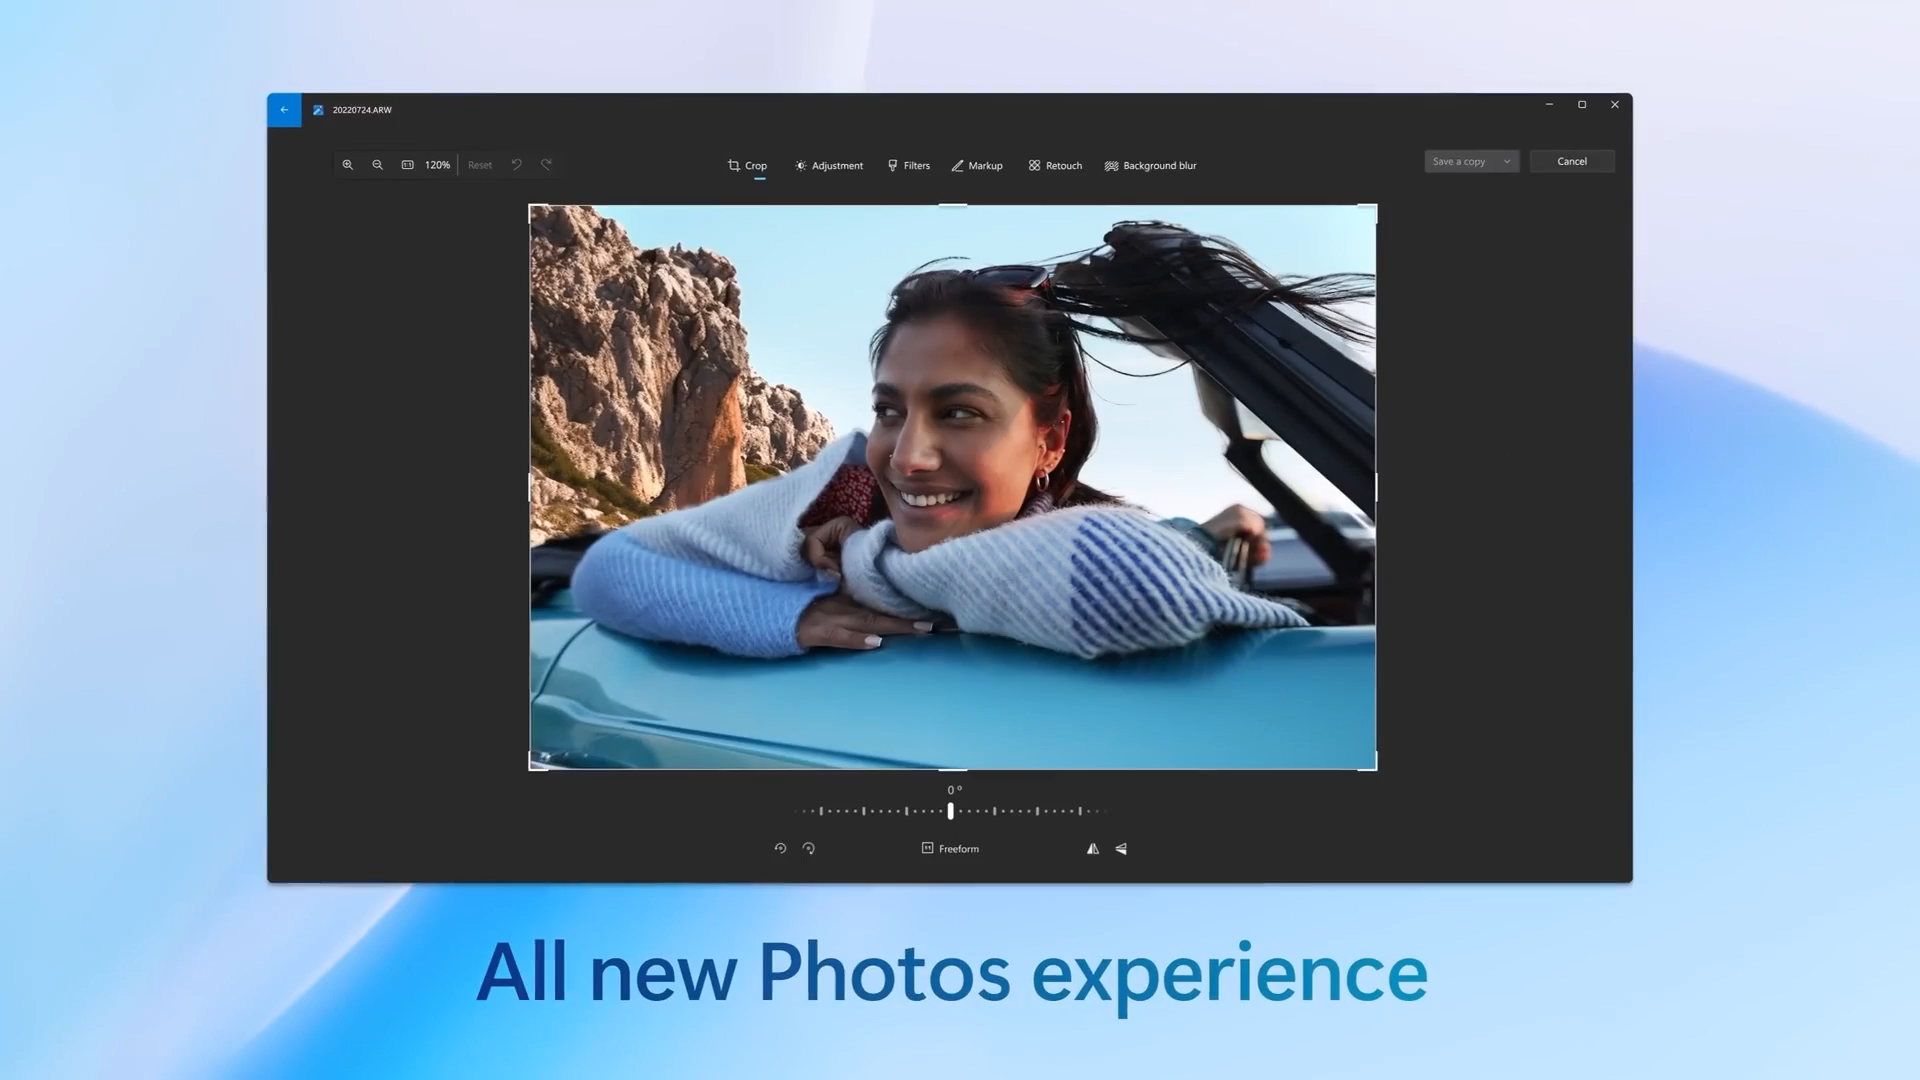 20220724.ARW
120% Reset
Crop Adjustment Filters Markup Retouch Background blur
Save a copy Cancel
0 °
Freeform
All new Photos experience